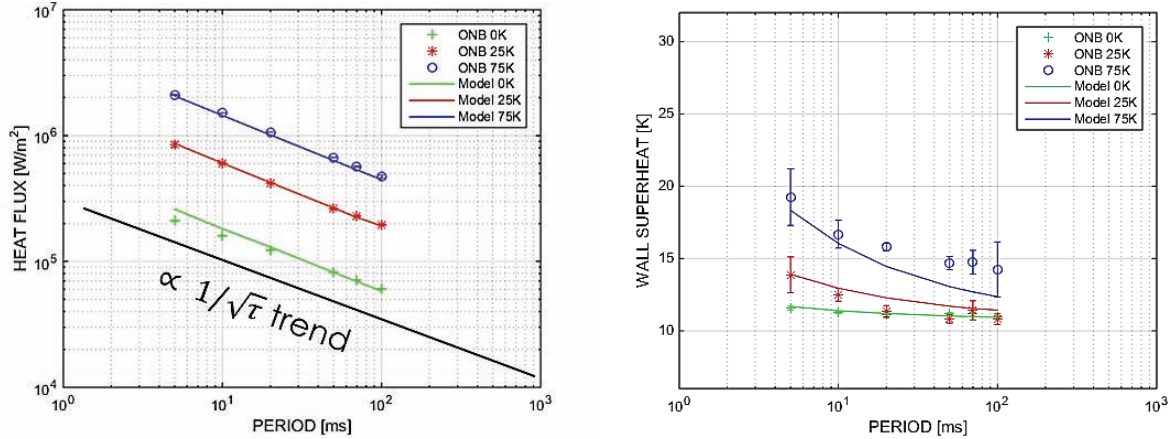 10^7
10^6
10^5
10^4
HEAT FLUX [W/m^2]
ONB 0K
ONB 25K
ONB 75K
Model 0K
Model 25K
Model 75K
∝ 1/√τ trend
10^0
10^1
10^2
10^3
PERIOD [ms]
30
25
20
15
10
WALL SUPERHEAT [K]
ONB 0K
ONB 25K
ONB 75K
Model 0K
Model 25K
Model 75K
10^0
10^1
10^2
10^3
PERIOD [ms]